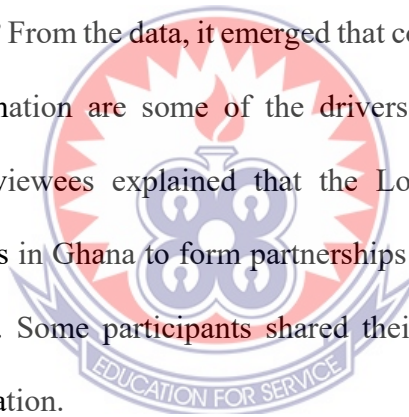 From the data, it emerged that co
nation are some of the drivers
viewees explained that the Lo
s in Ghana to form partnerships
. Some participants shared their
EDUCATION FOR SERVICE
ation.